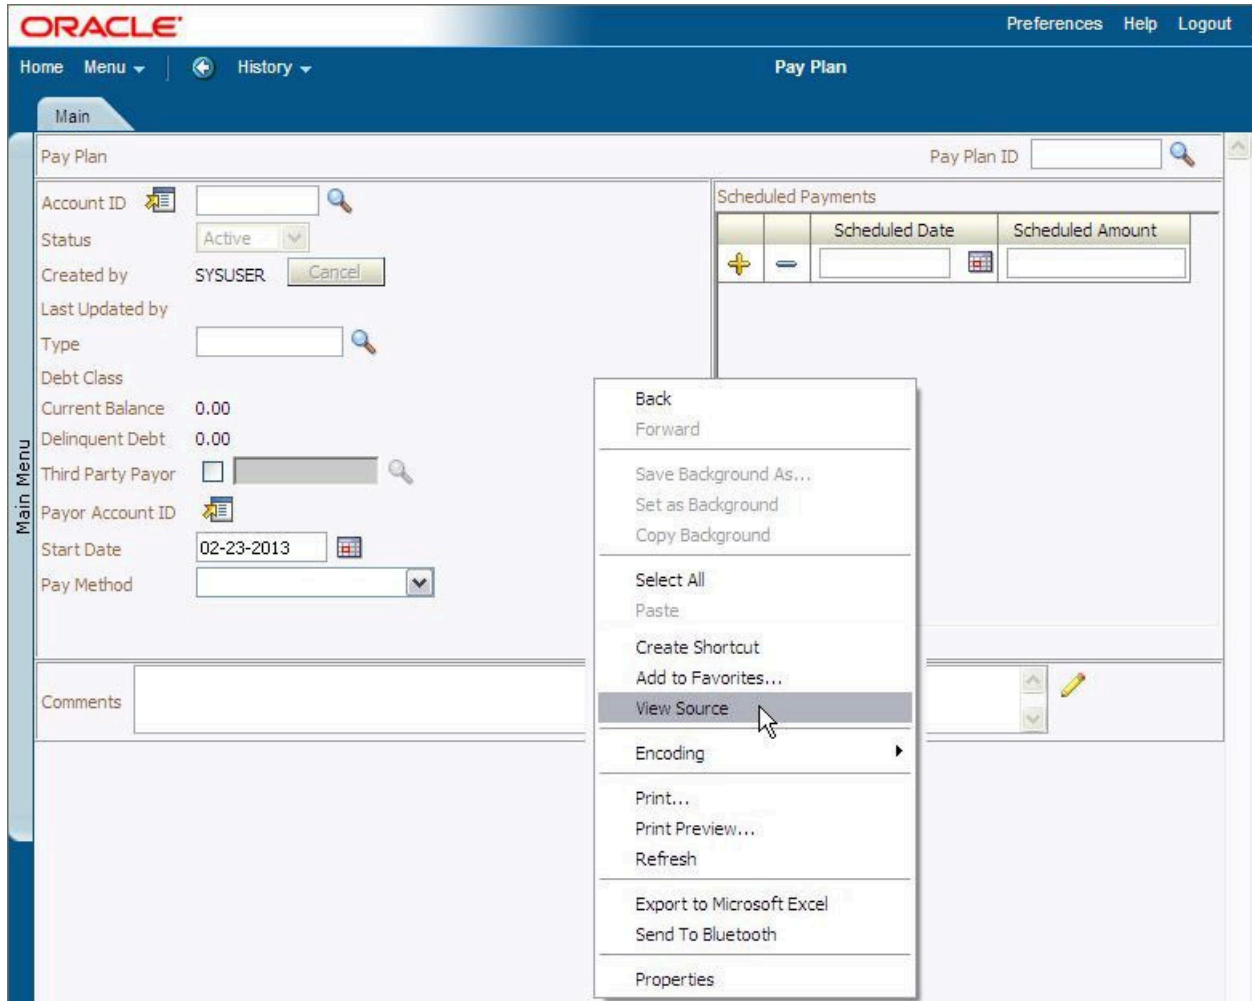 ORACLE
Preferences Help Logout
Home Menu History Pay Plan
Main
Main Menu
Pay Plan Pay Plan ID
Account ID
Status Active
Created by SYSUSER Cancel
Last Updated by
Type
Debt Class
Current Balance 0.00
Delinquent Debt 0.00
Third Party Payor
Payor Account ID
Start Date 02-23-2013
Pay Method
Scheduled Payments
Scheduled Date Scheduled Amount
Comments
Back
Forward
Save Background As...
Set as Background
Copy Background
Select All
Paste
Create Shortcut
Add to Favorites...
View Source
Encoding
Print...
Print Preview...
Refresh
Export to Microsoft Excel
Send To Bluetooth
Properties